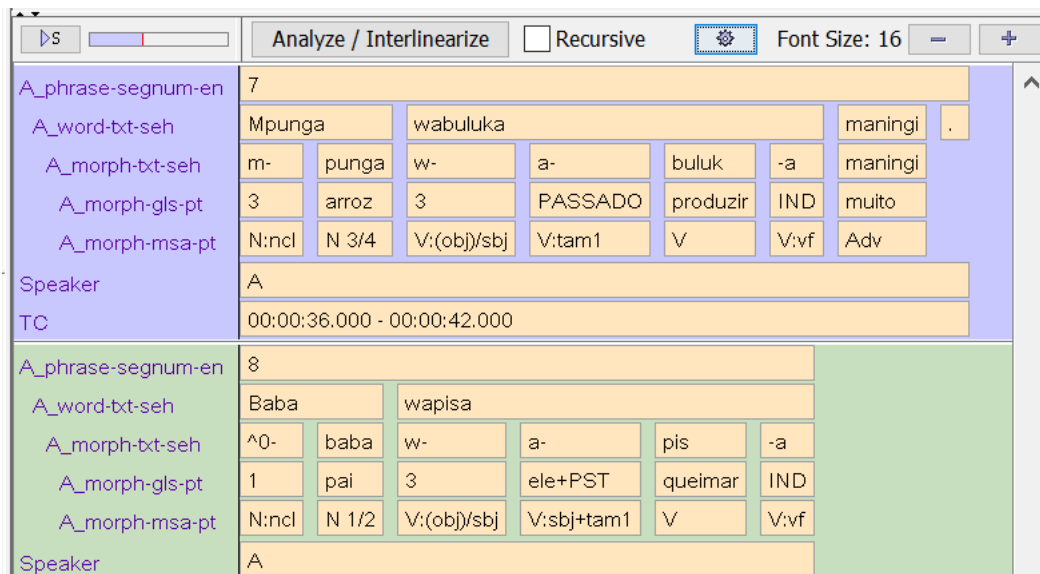 ▷S Analyze / Interlinearize Recursive Font Size: 16 − +
A_phrase-segnum-en 7
A_word-txt-seh Mpunga wabuluka maningi .
A_morph-txt-seh m- punga w- a- buluk -a maningi
A_morph-gls-pt 3 arroz 3 PASSADO produzir IND muito
A_morph-msa-pt N:ncl N 3/4 V:(obj)/sbj V:tam1 V V:vf Adv
Speaker A
TC 00:00:36.000 - 00:00:42.000
A_phrase-segnum-en 8
A_word-txt-seh Baba wapisa
A_morph-txt-seh ^0- baba w- a- pis -a
A_morph-gls-pt 1 pai 3 ele+PST queimar IND
A_morph-msa-pt N:ncl N 1/2 V:(obj)/sbj V:sbj+tam1 V V:vf
Speaker A